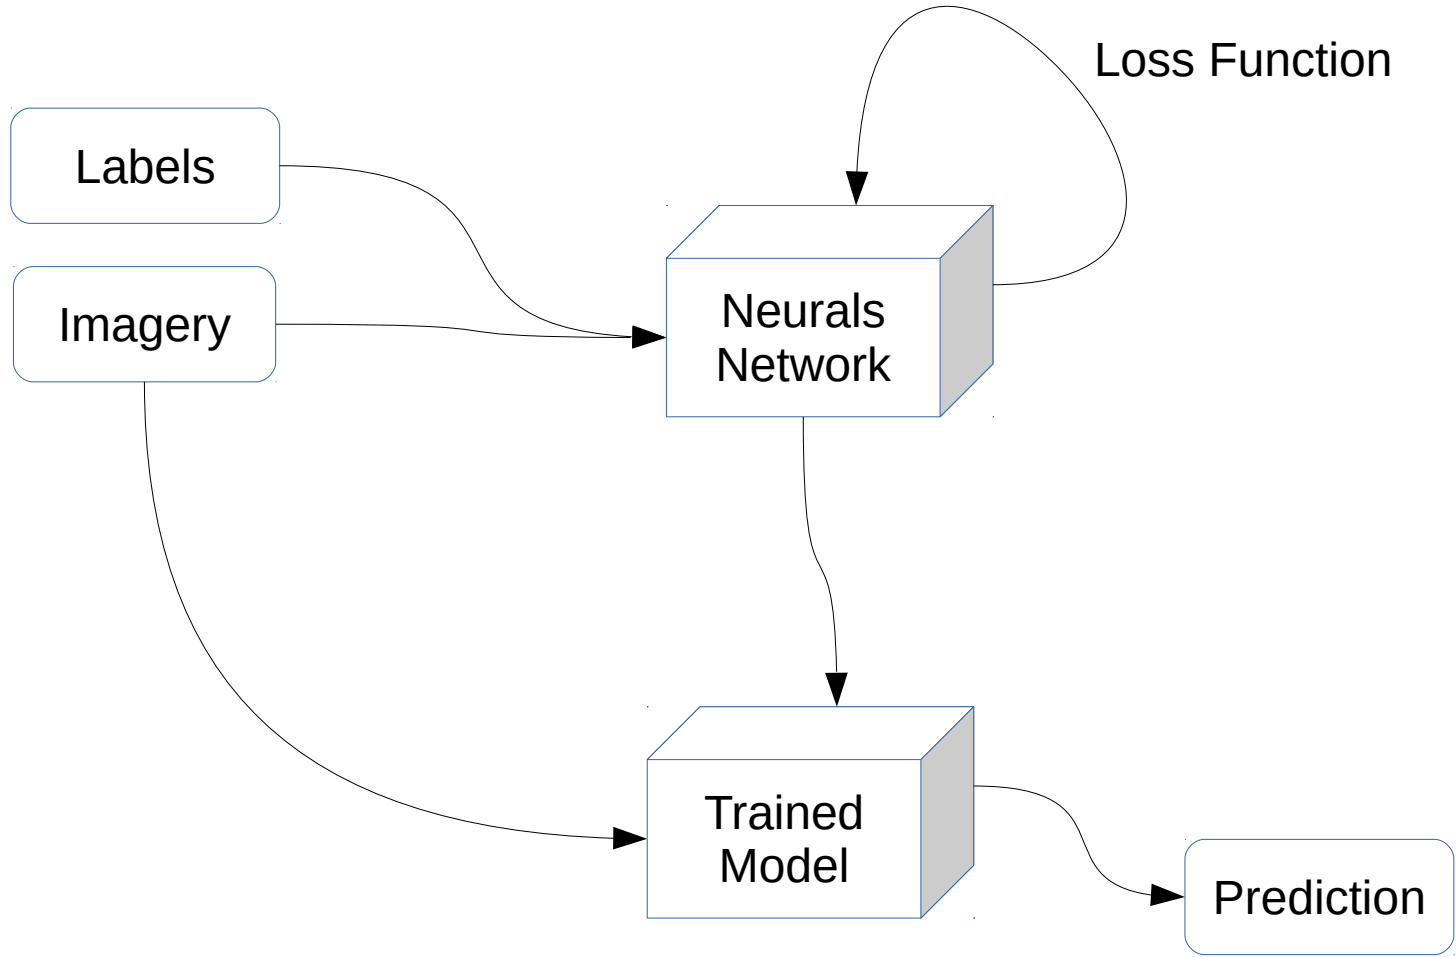 Loss Function
Labels
Imagery
Neurals
Network
Trained
Model
Prediction